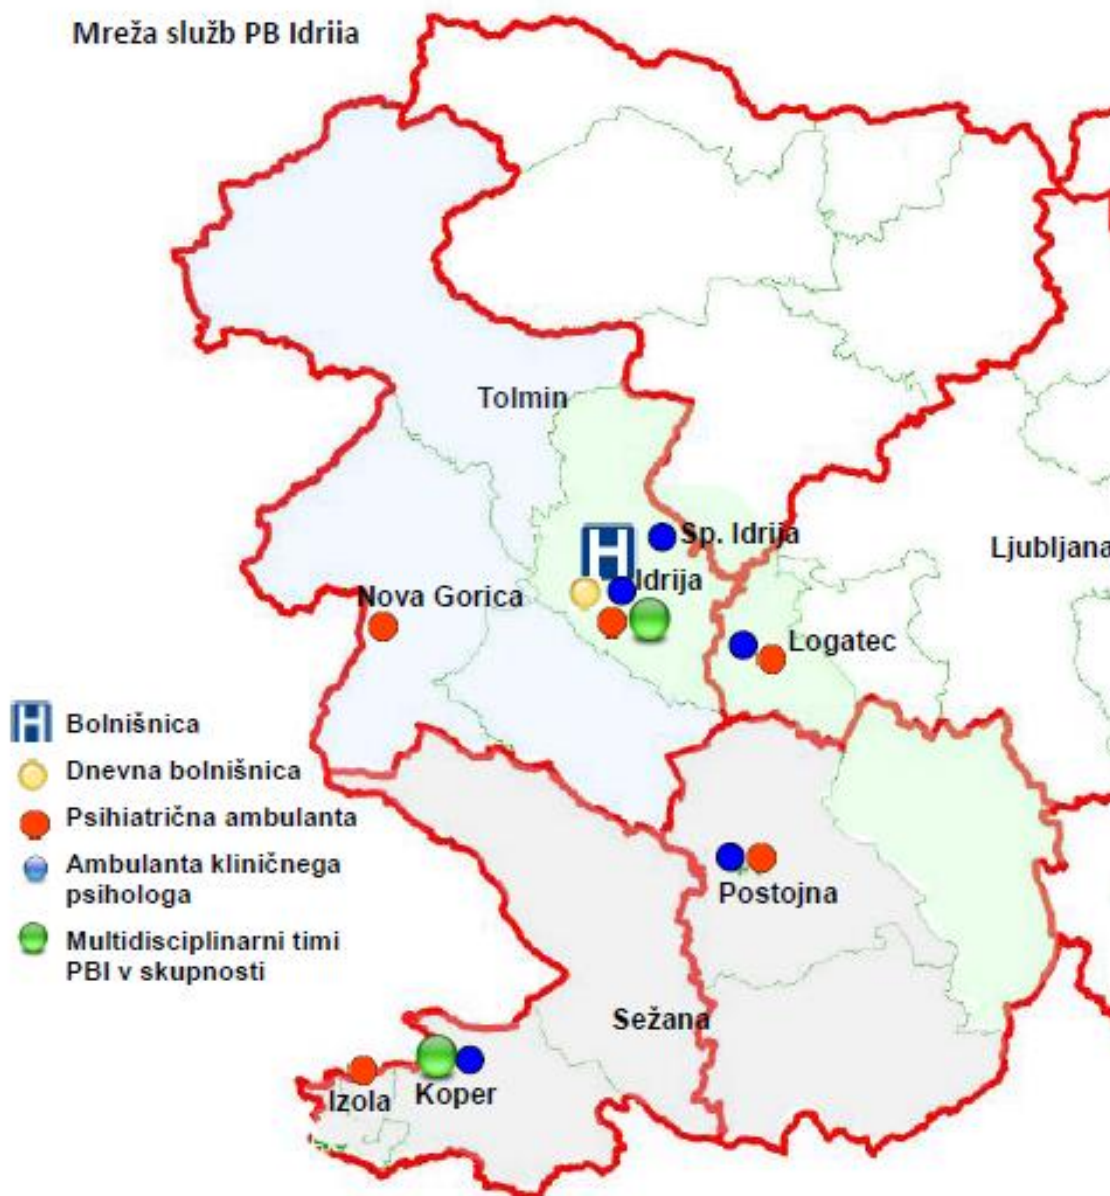 Mreža služb PB Idriia
Tolmin
H
Sp. Idrija
Idrija
Ljubljana
Nova Gorica
Logatec
H Bolnišnica
Dnevna bolnišnica
Psihiatrična ambulanta
Ambulanta kliničnega
psihologa
Multidisciplinarni timi
PBI v skupnosti
Postojna
Sežana
Izola
Koper